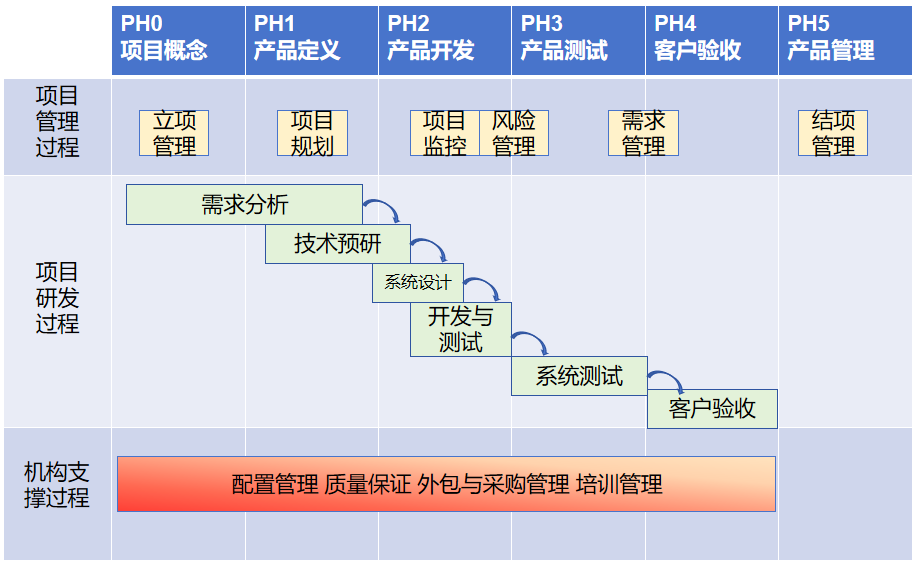 PH0
项目概念
PH1
产品定义
PH2
产品开发
PH3
产品测试
PH4
客户验收
PH5
产品管理
项目
管理
过程
立项
管理
项目
规划
项目
监控
风险
管理
需求
管理
结项
管理
项目
研发
过程
需求分析
技术预研
系统设计
开发与
测试
系统测试
客户验收
机构支
撑过程
配置管理 质量保证 外包与采购管理 培训管理